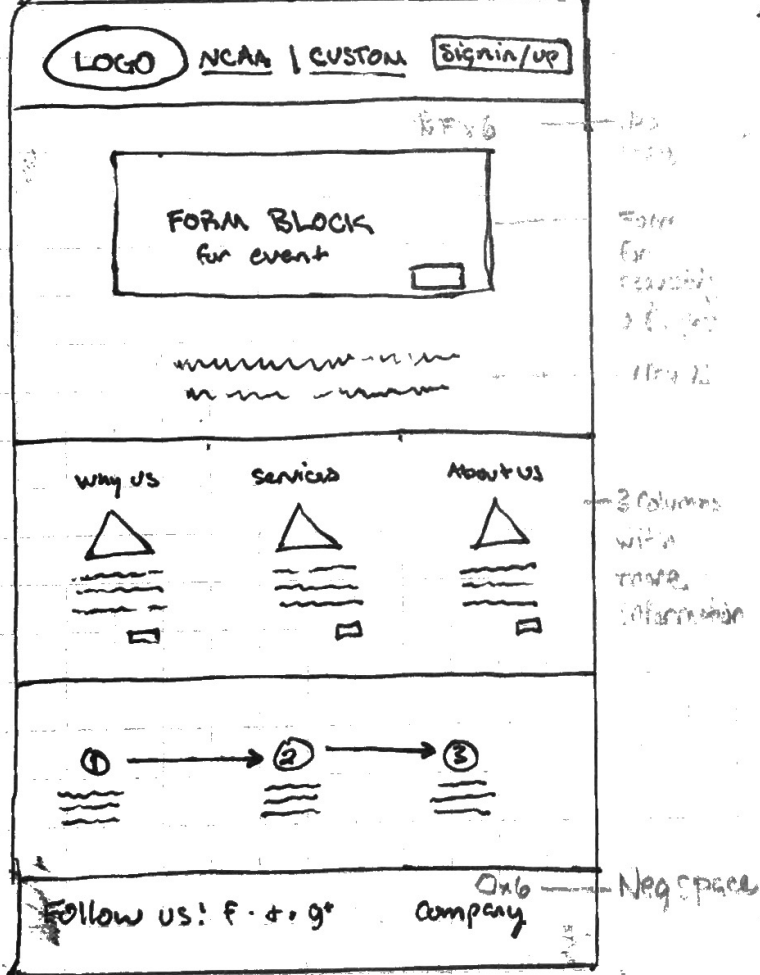 LOGO NCAA | CUSTOM Signin/up
FORM BLOCK
for event
Form
for
Why us Services About us
3 Columns
with
more
information
1 2 3
Neg space
Follow us! f · t · g+ Company